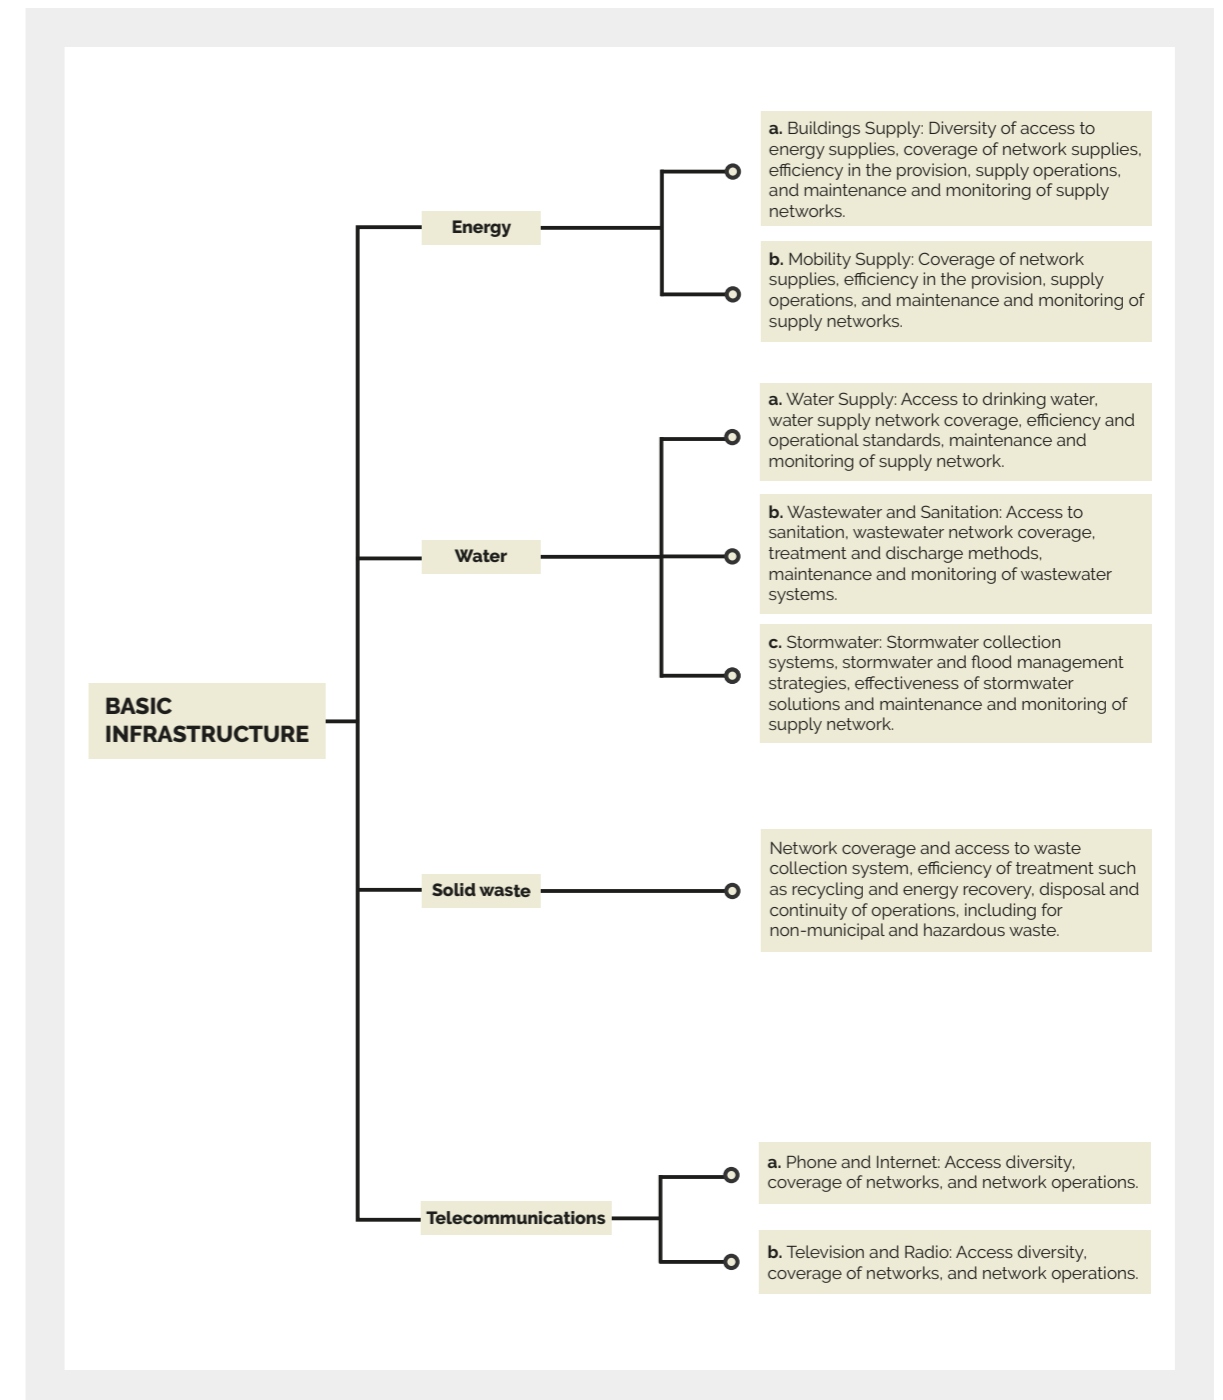 BASIC
INFRASTRUCTURE
Energy
a. Buildings Supply: Diversity of access to
energy supplies, coverage of network supplies,
efficiency in the provision, supply operations,
and maintenance and monitoring of supply
networks.
b. Mobility Supply: Coverage of network
supplies, efficiency in the provision, supply
operations, and maintenance and monitoring of
supply networks.
Water
a. Water Supply: Access to drinking water,
water supply network coverage, efficiency and
operational standards, maintenance and
monitoring of supply network.
b. Wastewater and Sanitation: Access to
sanitation, wastewater network coverage,
treatment and discharge methods,
maintenance and monitoring of wastewater
systems.
c. Stormwater: Stormwater collection
systems, stormwater and flood management
strategies, effectiveness of stormwater
solutions and maintenance and monitoring of
supply network.
Solid waste
Network coverage and access to waste
collection system, efficiency of treatment such
as recycling and energy recovery, disposal and
continuity of operations, including for
non-municipal and hazardous waste.
Telecommunications
a. Phone and Internet: Access diversity,
coverage of networks, and network operations.
b. Television and Radio: Access diversity,
coverage of networks, and network operations.